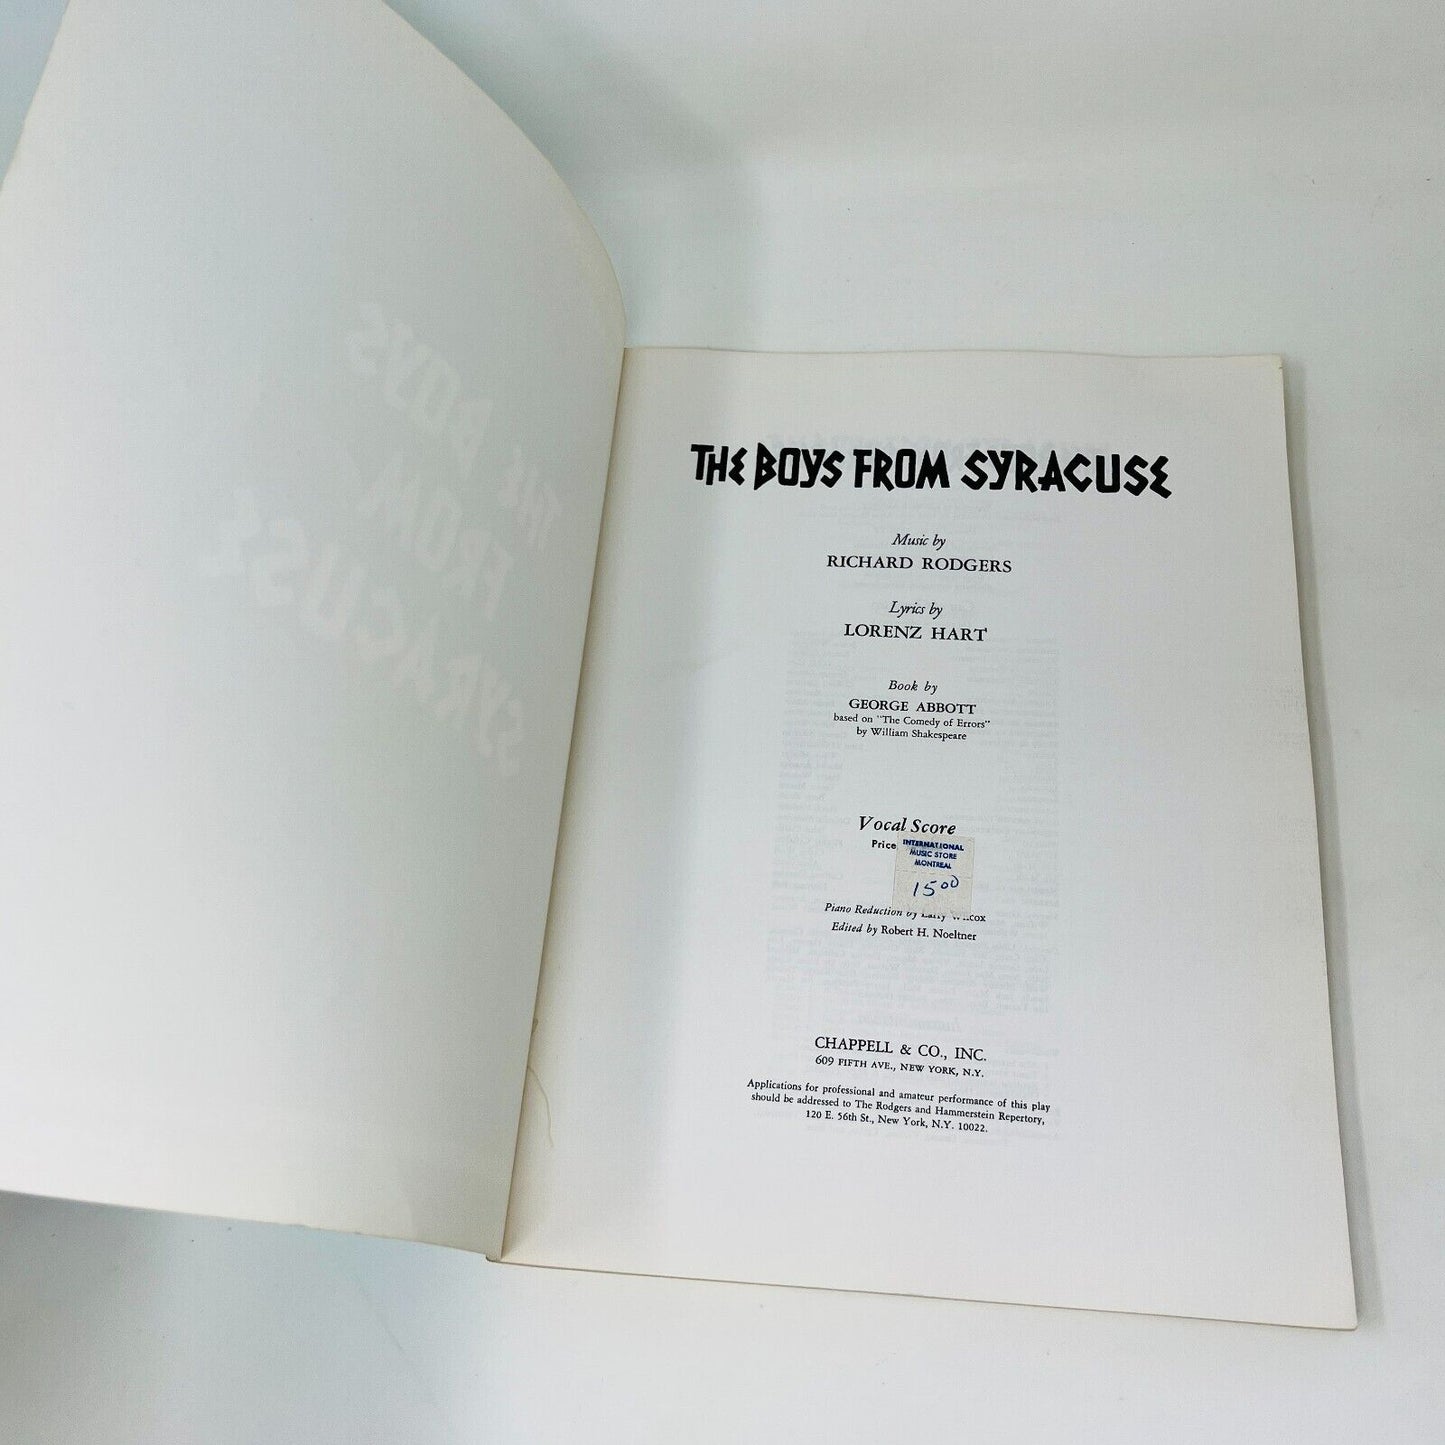 THE BOYS FROM SYRACUSE
Music by
RICHARD RODGERS
Lyrics by
LORENZ HART
Book by
GEORGE ABBOTT
based on "The Comedy of Errors"
by William Shakespeare
Vocal Score
Price
INTERNATIONAL
MUSIC STORE
MONTREAL
15⁰⁰
Piano Reduction by
Edited by Robert H. Noeltner
CHAPPELL & CO., INC.
609 FIFTH AVE., NEW YORK, N.Y.
Applications for professional and amateur performance of this play
should be addressed to The Rodgers and Hammerstein Repertory,
120 E. 56th St., New York, N.Y. 10022.